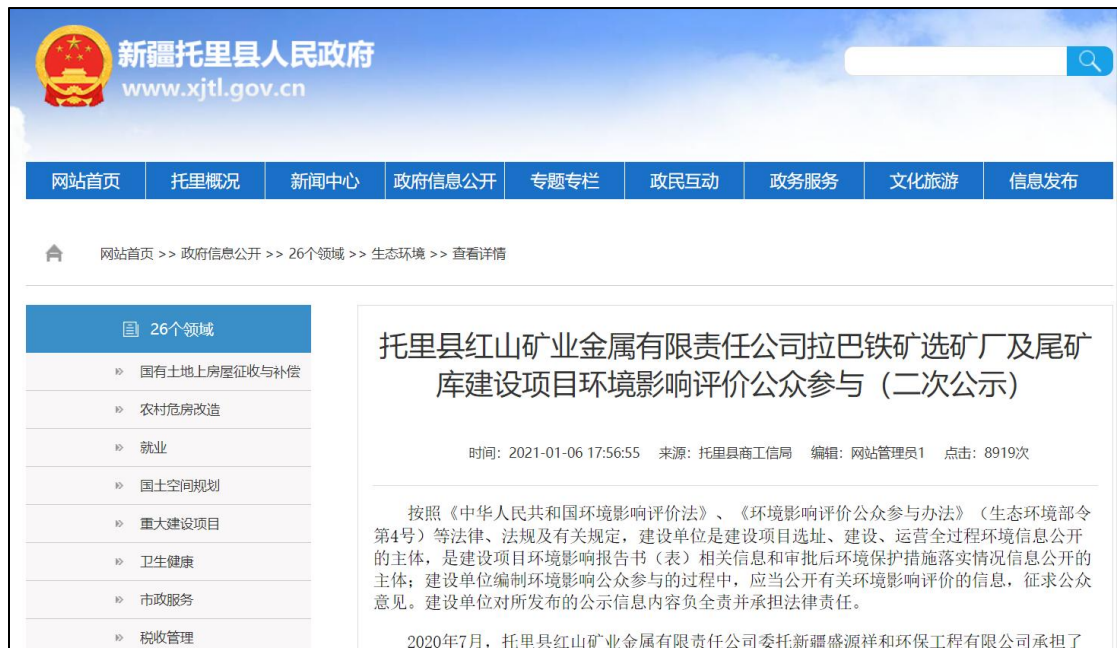 新疆托里县人民政府
www.xjtl.gov.cn
网站首页 托里概况 新闻中心 政府信息公开 专题专栏 政民互动 政务服务 文化旅游 信息发布
网站首页 >> 政府信息公开 >> 26个领域 >> 生态环境 >> 查看详情
26个领域
国有土地上房屋征收与补偿
农村危房改造
就业
国土空间规划
重大建设项目
卫生健康
市政服务
税收管理
托里县红山矿业金属有限责任公司拉巴铁矿选矿厂及尾矿
库建设项目环境影响评价公众参与（二次公示）
时间：2021-01-06 17:56:55 来源：托里县商工信局 编辑：网站管理员1 点击：8919次
按照《中华人民共和国环境影响评价法》、《环境影响评价公众参与办法》（生态环境部令
第4号）等法律、法规及有关规定，建设单位是建设项目选址、建设、运营全过程环境信息公开
的主体，是建设项目环境影响报告书（表）相关信息和审批后环境保护措施落实情况信息公开的
主体；建设单位编制环境影响公众参与的过程中，应当公开有关环境影响评价的信息，征求公众
意见。建设单位对所发布的公示信息内容负全责并承担法律责任。
2020年7月，托里县红山矿业金属有限责任公司委托新疆盛源祥和环保工程有限公司承担了